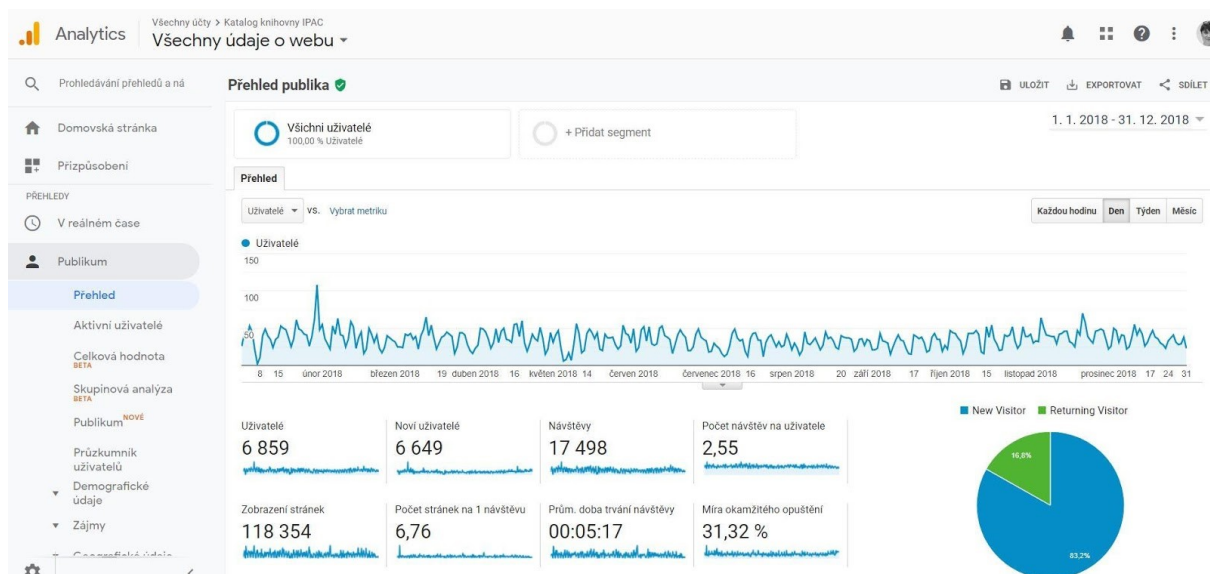 Analytics
Všechny účty > Katalog knihovny IPAC
Všechny údaje o webu
Prohledávání přehledů a ná
Domovská stránka
Přizpůsobení
PŘEHLEDY
V reálném čase
Publikum
Přehled
Aktivní uživatelé
Celková hodnota
BETA
Skupinová analýza
BETA
Publikum NOVÉ
Průzkumník
uživatelů
Demografické
údaje
Zájmy
Přehled publika
ULOŽIT EXPORTOVAT SDÍLET
Všichni uživatelé
100,00 % Uživatelé
+ Přidat segment
1. 1. 2018 - 31. 12. 2018
Přehled
Uživatelé VS. Vybrat metriku
Každou hodinu Den Týden Měsíc
Uživatelé
150
100
50
8 15 únor 2018 březen 2018 19 duben 2018 16 květen 2018 14 červen 2018 červenec 2018 16 srpen 2018 20 září 2018 17 říjen 2018 15 listopad 2018 prosinec 2018 17 24 31
New Visitor Returning Visitor
Uživatelé
6 859
Noví uživatelé
6 649
Návštěvy
17 498
Počet návštěv na uživatele
2,55
Zobrazení stránek
118 354
Počet stránek na 1 návštěvu
6,76
Prům. doba trvání návštěvy
00:05:17
Míra okamžitého opuštění
31,32 %
16,8%
83,2%